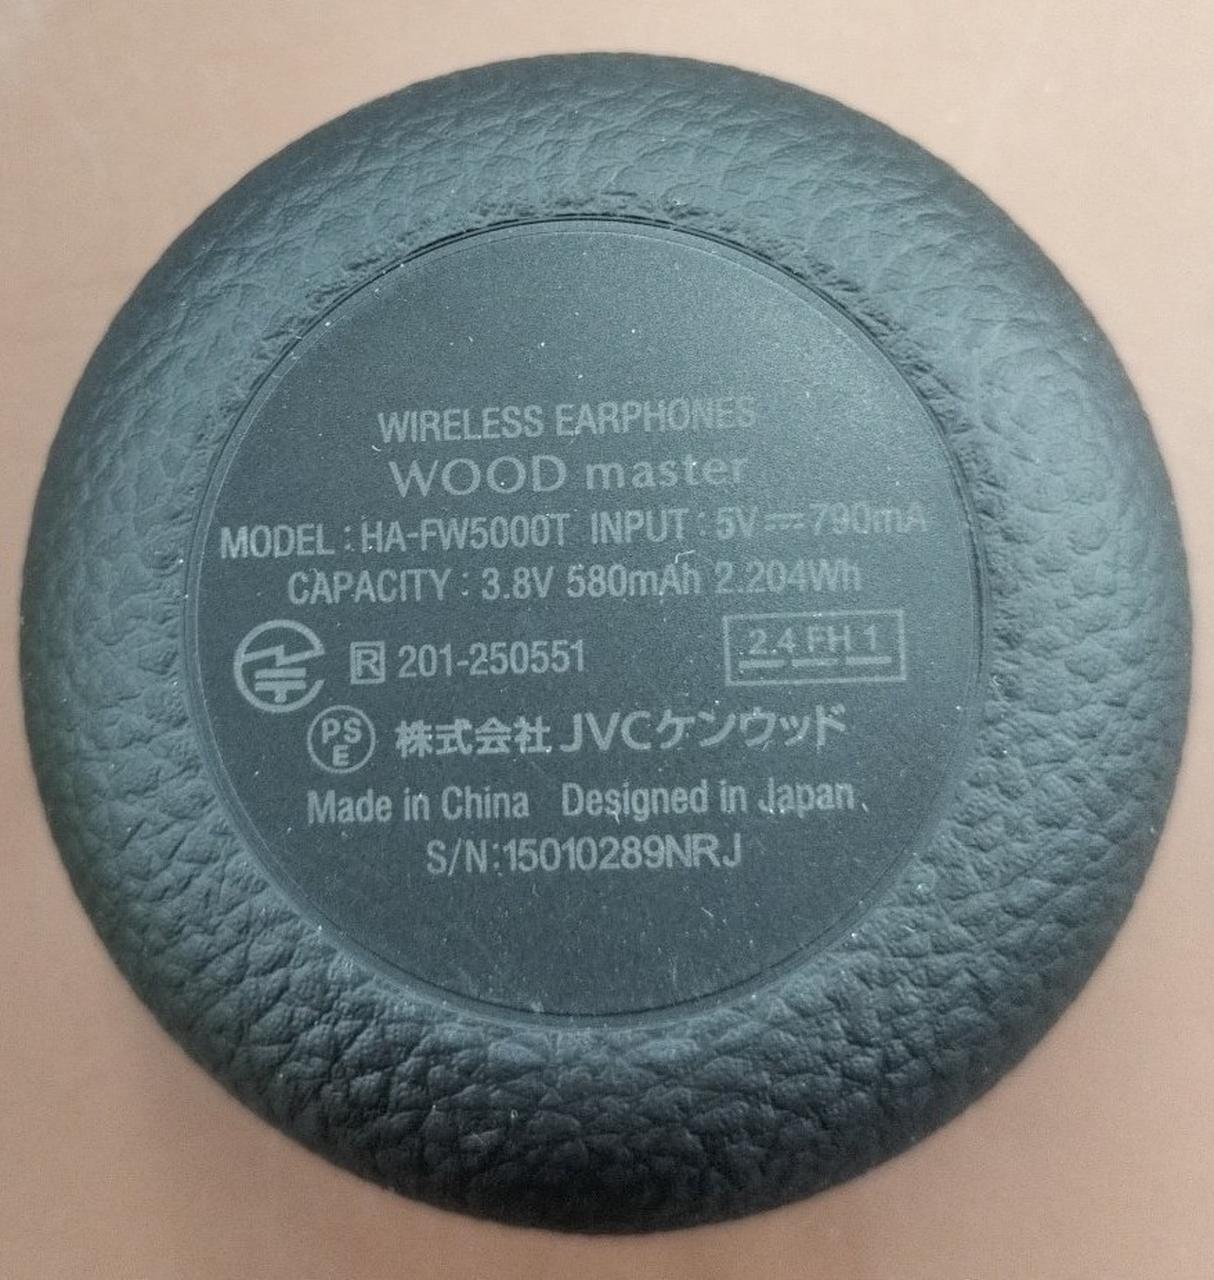 WIRELESS EARPHONES
WOOD master
MODEL : HA-FW5000T INPUT : 5V⎓790mA
CAPACITY : 3.8V 580mAh 2.204Wh
R 201-250551 2.4 FH 1
PS E 株式会社 JVCケンウッド
Made in China Designed in Japan
S/N:15010289NRJ